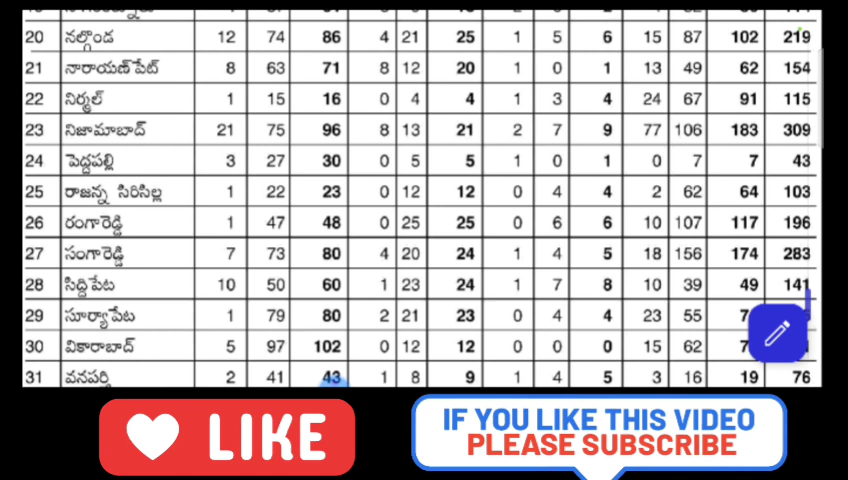 20 నల్గొండ 12 74 86 4 21 25 1 5 6 15 87 102 219
21 నారాయణ్‌పేట్ 8 63 71 8 12 20 1 0 1 13 49 62 154
22 నిర్మల్ 1 15 16 0 4 4 1 3 4 24 67 91 115
23 నిజామాబాద్ 21 75 96 8 13 21 2 7 9 77 106 183 309
24 పెద్దపల్లి 3 27 30 0 5 5 1 0 1 0 7 7 43
25 రాజన్న సిరిసిల్ల 1 22 23 0 12 12 0 4 4 2 62 64 103
26 రంగారెడ్డి 1 47 48 0 25 25 0 6 6 10 107 117 196
27 సంగారెడ్డి 7 73 80 4 20 24 1 4 5 18 156 174 283
28 సిద్దిపేట 10 50 60 1 23 24 1 7 8 10 39 49 141
29 సూర్యాపేట 1 79 80 2 21 23 0 4 4 23 55
30 వికారాబాద్ 5 97 102 0 12 12 0 0 0 15 62
31 వనపర్తి 2 41 43 1 8 9 1 4 5 3 16 19 76
LIKE
IF YOU LIKE THIS VIDEO
PLEASE SUBSCRIBE